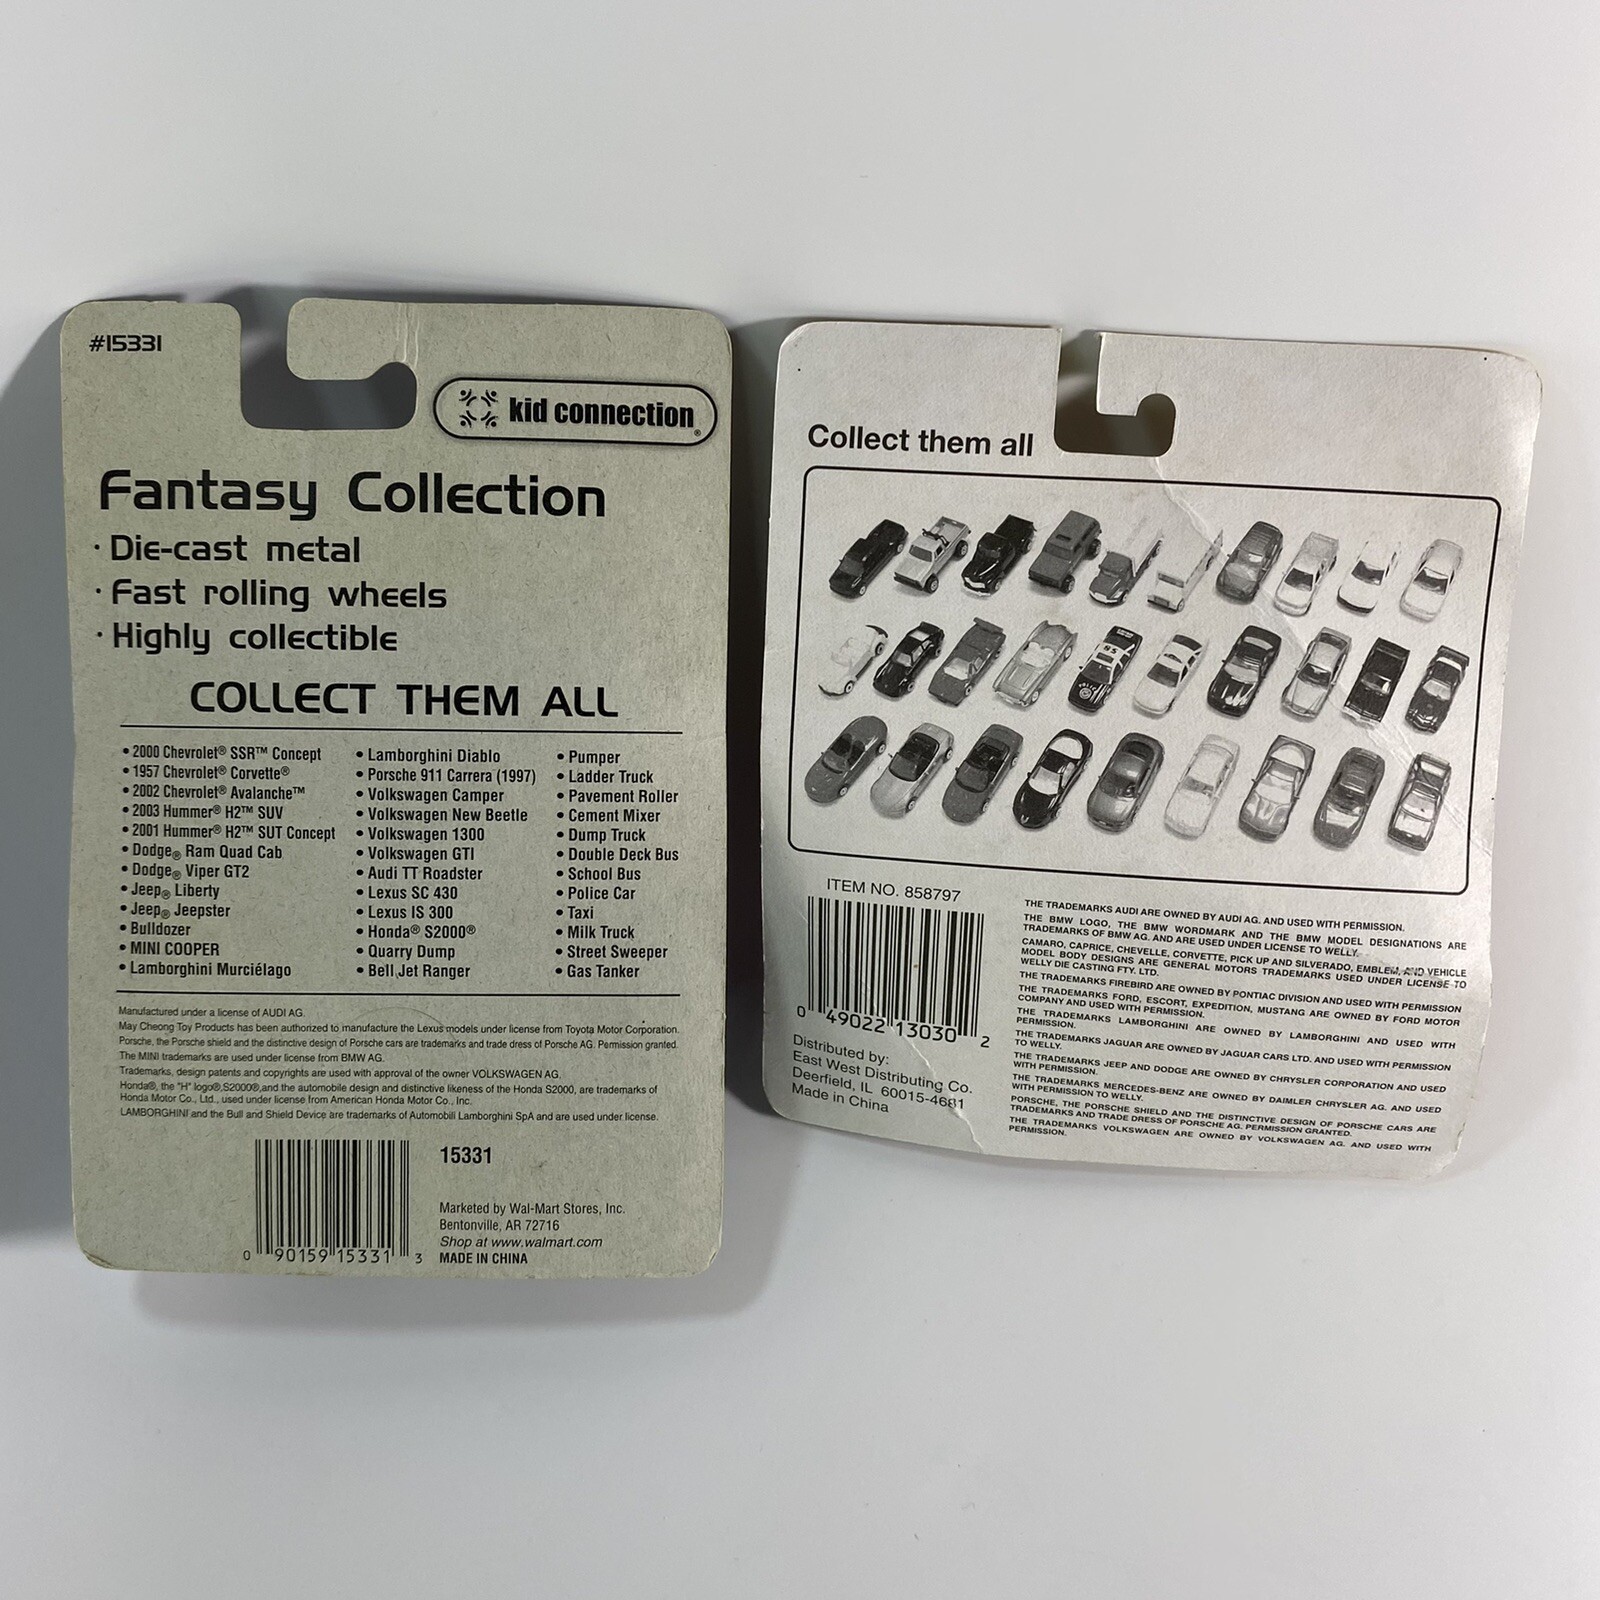 #15331
kid connection®
Fantasy Collection
· Die-cast metal
· Fast rolling wheels
· Highly collectible
COLLECT THEM ALL
• 2000 Chevrolet® SSR™ Concept
• 1957 Chevrolet® Corvette®
• 2002 Chevrolet® Avalanche™
• 2003 Hummer® H2™ SUV
• 2001 Hummer® H2™ SUT Concept
• Dodge® Ram Quad Cab
• Dodge® Viper GT2
• Jeep® Liberty
• Jeep® Jeepster
• Bulldozer
• MINI COOPER
• Lamborghini Murciélago
• Lamborghini Diablo
• Porsche 911 Carrera (1997)
• Volkswagen Camper
• Volkswagen New Beetle
• Volkswagen 1300
• Volkswagen GTI
• Audi TT Roadster
• Lexus SC 430
• Lexus IS 300
• Honda® S2000®
• Quarry Dump
• Bell Jet Ranger
• Pumper
• Ladder Truck
• Pavement Roller
• Cement Mixer
• Dump Truck
• Double Deck Bus
• School Bus
• Police Car
• Taxi
• Milk Truck
• Street Sweeper
• Gas Tanker
Manufactured under a license of AUDI AG.
May Cheong Toy Products has been authorized to manufacture the Lexus models under license from Toyota Motor Corporation.
Porsche, the Porsche shield and the distinctive design of Porsche cars are trademarks and trade dress of Porsche AG. Permission granted.
The MINI trademarks are used under license from BMW AG.
Trademarks, design patents and copyrights are used with approval of the owner VOLKSWAGEN AG.
Honda®, the "H" logo®,S2000®,and the automobile design and distinctive likeness of the Honda S2000, are trademarks of
Honda Motor Co., Ltd., used under license from American Honda Motor Co., Inc.
LAMBORGHINI and the Bull and Shield Device are trademarks of Automobili Lamborghini SpA and are used under license.
0 90159 15331 3
15331
Marketed by Wal-Mart Stores, Inc.
Bentonville, AR 72716
Shop at www.walmart.com
MADE IN CHINA
Collect them all
ITEM NO. 858797
0 49022 13030 2
Distributed by:
East West Distributing Co.
Deerfield, IL 60015-4681
Made in China
THE TRADEMARKS AUDI ARE OWNED BY AUDI AG. AND USED WITH PERMISSION.
THE BMW LOGO, THE BMW WORDMARK AND THE BMW MODEL DESIGNATIONS ARE
TRADEMARKS OF BMW AG. AND ARE USED UNDER LICENSE TO WELLY.
CAMARO, CAPRICE, CHEVELLE, CORVETTE, PICK UP AND SILVERADO, EMBLEM, AND VEHICLE
MODEL BODY DESIGNS ARE GENERAL MOTORS TRADEMARKS USED UNDER LICENSE TO
WELLY DIE CASTING FTY. LTD.
THE TRADEMARKS FIREBIRD ARE OWNED BY PONTIAC DIVISION AND USED WITH PERMISSION
THE TRADEMARKS FORD, ESCORT, EXPEDITION, MUSTANG ARE OWNED BY FORD MOTOR
COMPANY AND USED WITH PERMISSION.
THE TRADEMARKS LAMBORGHINI ARE OWNED BY LAMBORGHINI AND USED WITH
PERMISSION.
THE TRADEMARKS JAGUAR ARE OWNED BY JAGUAR CARS LTD. AND USED WITH PERMISSION
TO WELLY.
THE TRADEMARKS JEEP AND DODGE ARE OWNED BY CHRYSLER CORPORATION AND USED
WITH PERMISSION.
THE TRADEMARKS MERCEDES-BENZ ARE OWNED BY DAIMLER CHRYSLER AG. AND USED
WITH PERMISSION TO WELLY.
PORSCHE, THE PORSCHE SHIELD AND THE DISTINCTIVE DESIGN OF PORSCHE CARS ARE
TRADEMARKS AND TRADE DRESS OF PORSCHE AG. PERMISSION GRANTED.
THE TRADEMARKS VOLKSWAGEN ARE OWNED BY VOLKSWAGEN AG. AND USED WITH
PERMISSION.